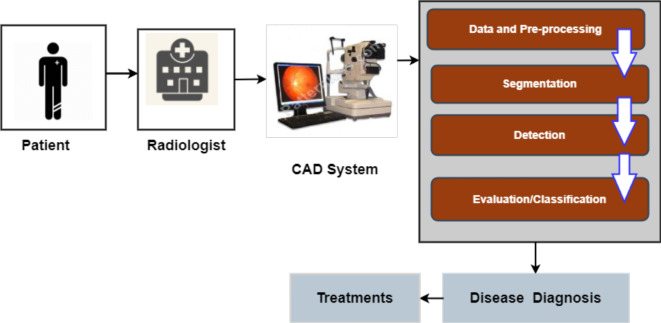 Patient
Radiologist
CAD System
Data and Pre-processing
Segmentation
Detection
Evaluation/Classification
Treatments
Disease Diagnosis